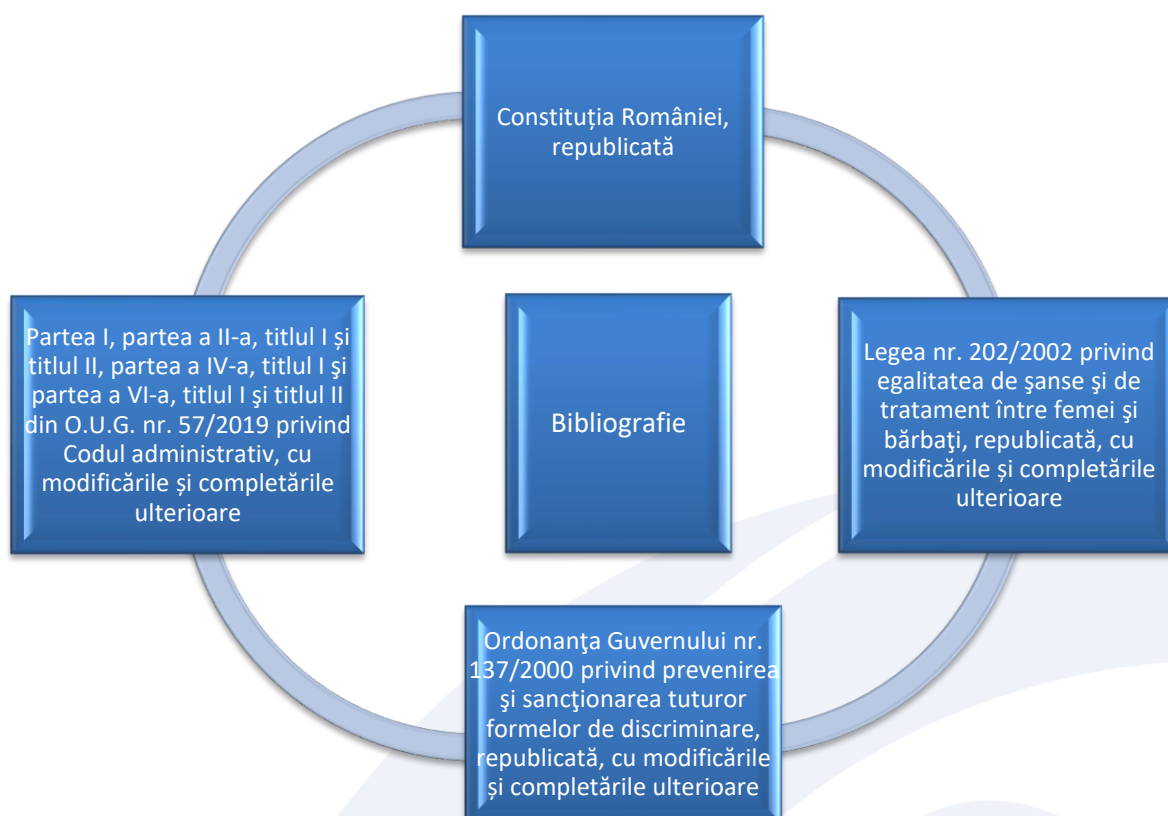 Constituția României,
republicată
Partea I, partea a II-a, titlul I și
titlul II, partea a IV-a, titlul I şi
partea a VI-a, titlul I şi titlul II
din O.U.G. nr. 57/2019 privind
Codul administrativ, cu
modificările și completările
ulterioare
Bibliografie
Legea nr. 202/2002 privind
egalitatea de şanse şi de
tratament între femei şi
bărbaţi, republicată, cu
modificările și completările
ulterioare
Ordonanţa Guvernului nr.
137/2000 privind prevenirea
şi sancţionarea tuturor
formelor de discriminare,
republicată, cu modificările
și completările ulterioare